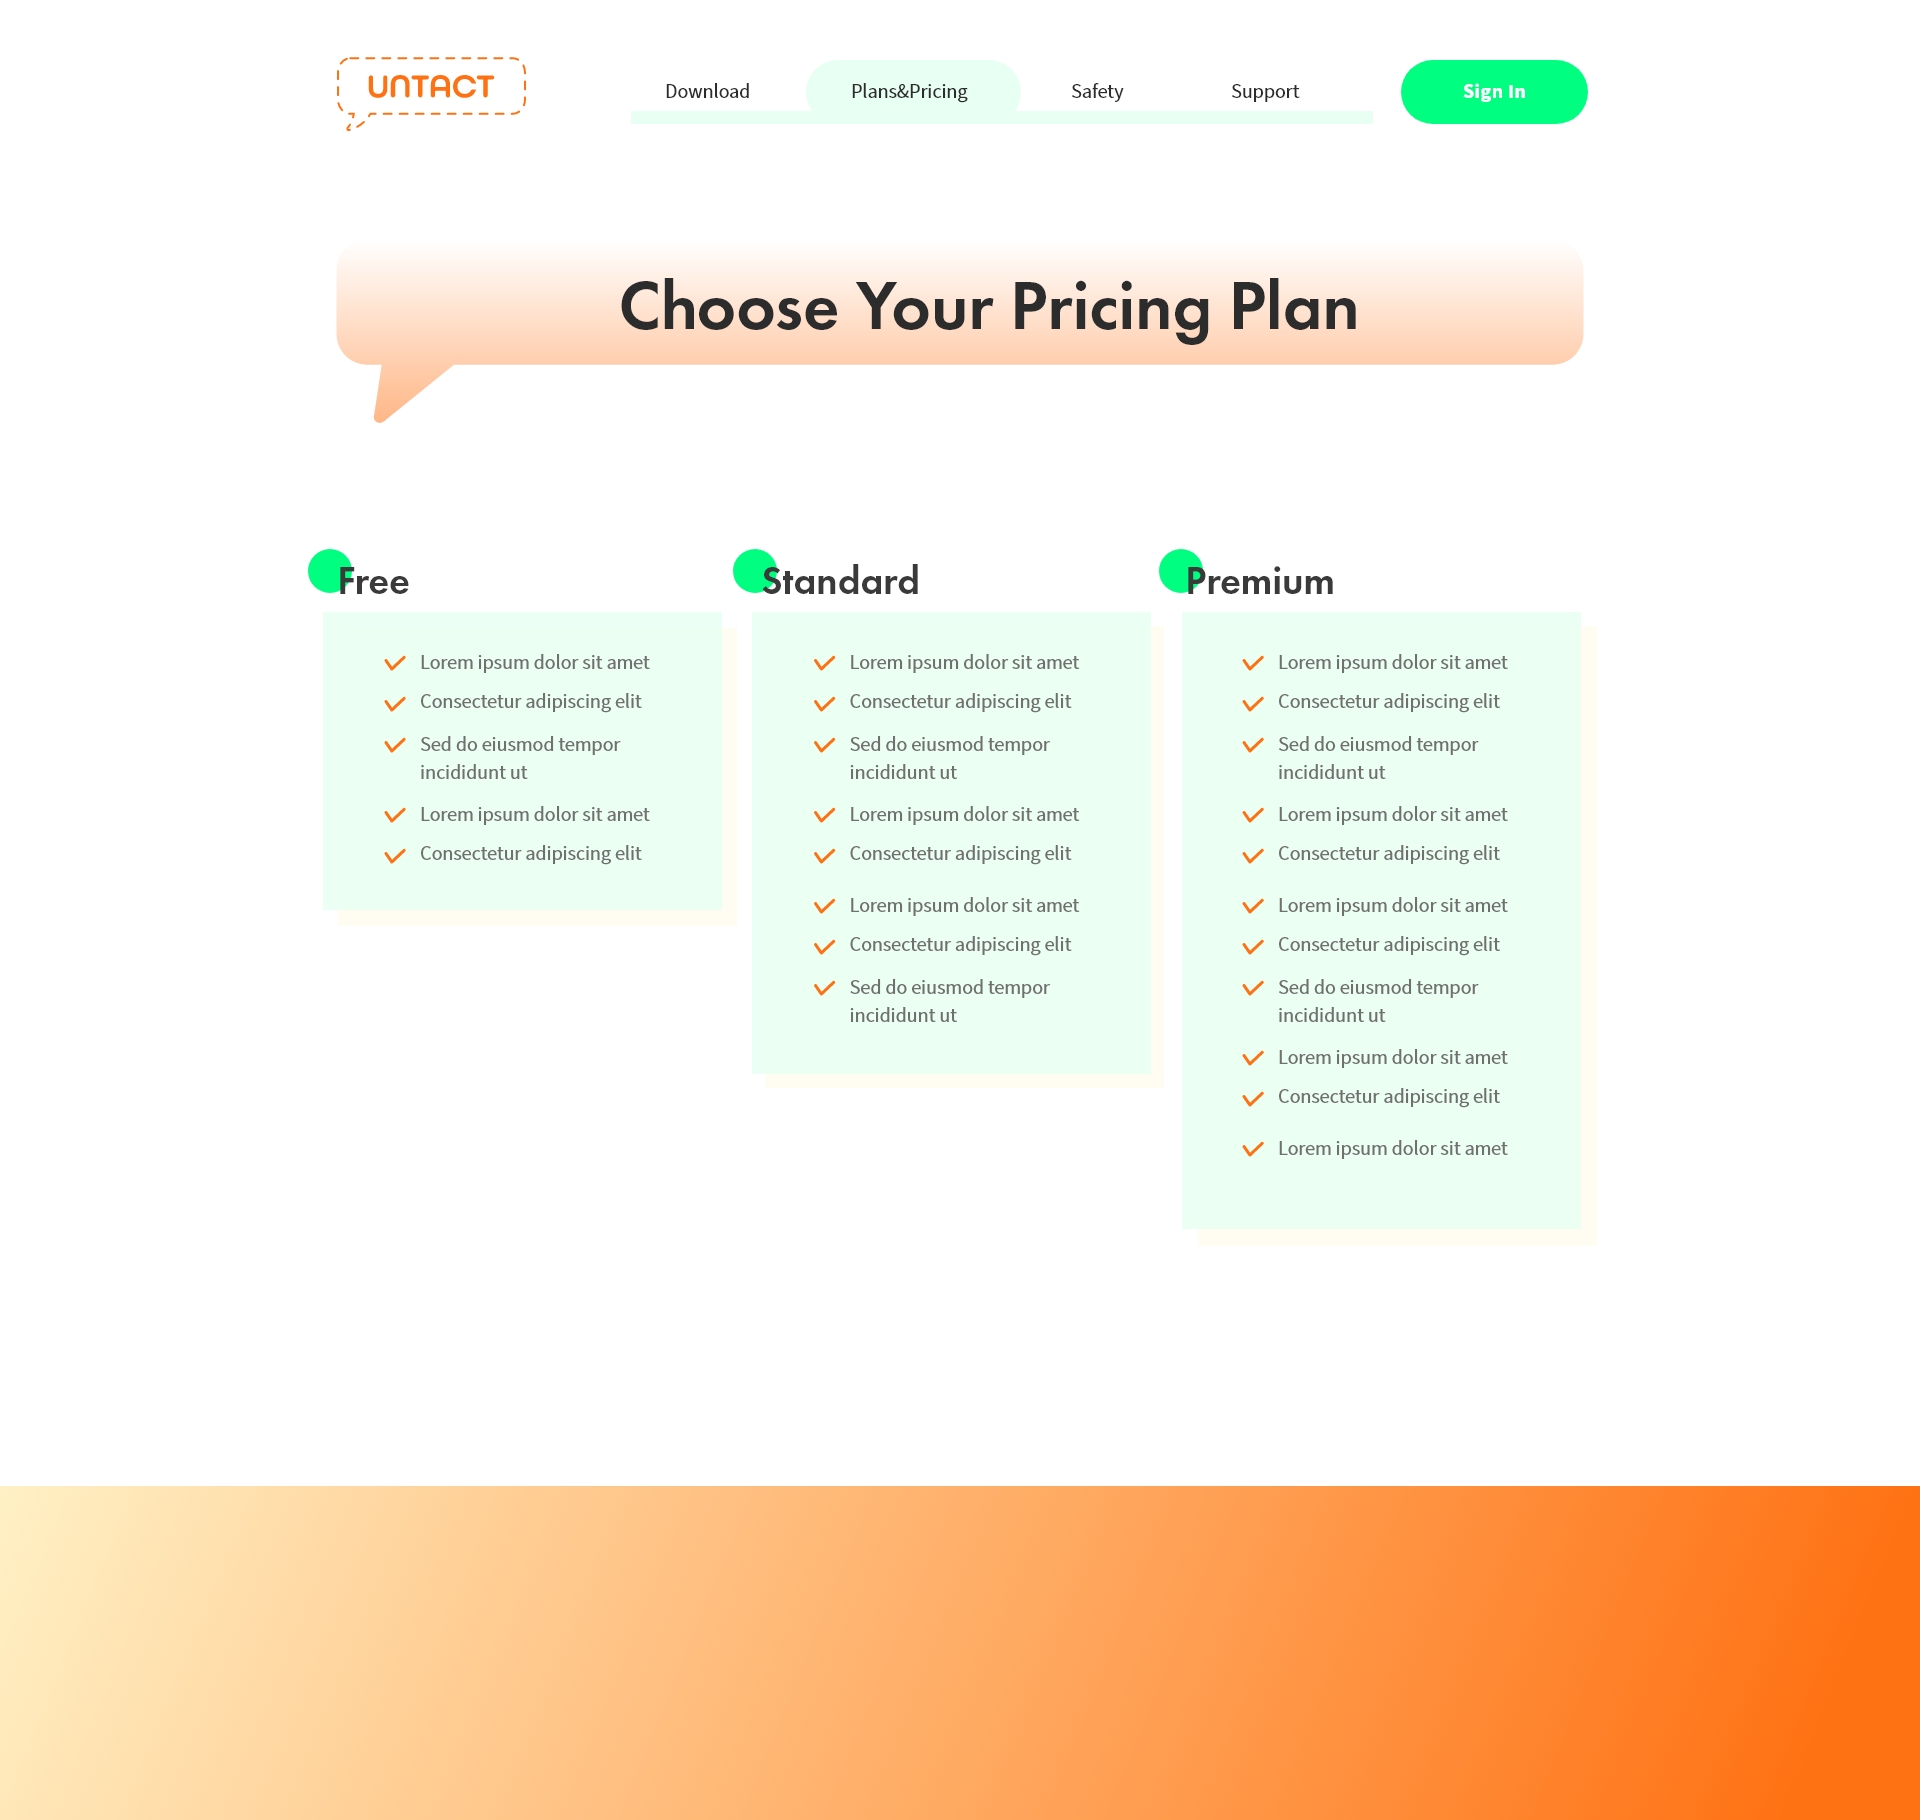 UNTACT
Download
Plans&Pricing
Safety
Support
Sign In
Choose Your Pricing Plan
Free
Lorem ipsum dolor sit amet
Consectetur adipiscing elit
Sed do eiusmod tempor
incididunt ut
Lorem ipsum dolor sit amet
Consectetur adipiscing elit
Standard
Lorem ipsum dolor sit amet
Consectetur adipiscing elit
Sed do eiusmod tempor
incididunt ut
Lorem ipsum dolor sit amet
Consectetur adipiscing elit
Lorem ipsum dolor sit amet
Consectetur adipiscing elit
Sed do eiusmod tempor
incididunt ut
Premium
Lorem ipsum dolor sit amet
Consectetur adipiscing elit
Sed do eiusmod tempor
incididunt ut
Lorem ipsum dolor sit amet
Consectetur adipiscing elit
Lorem ipsum dolor sit amet
Consectetur adipiscing elit
Sed do eiusmod tempor
incididunt ut
Lorem ipsum dolor sit amet
Consectetur adipiscing elit
Lorem ipsum dolor sit amet